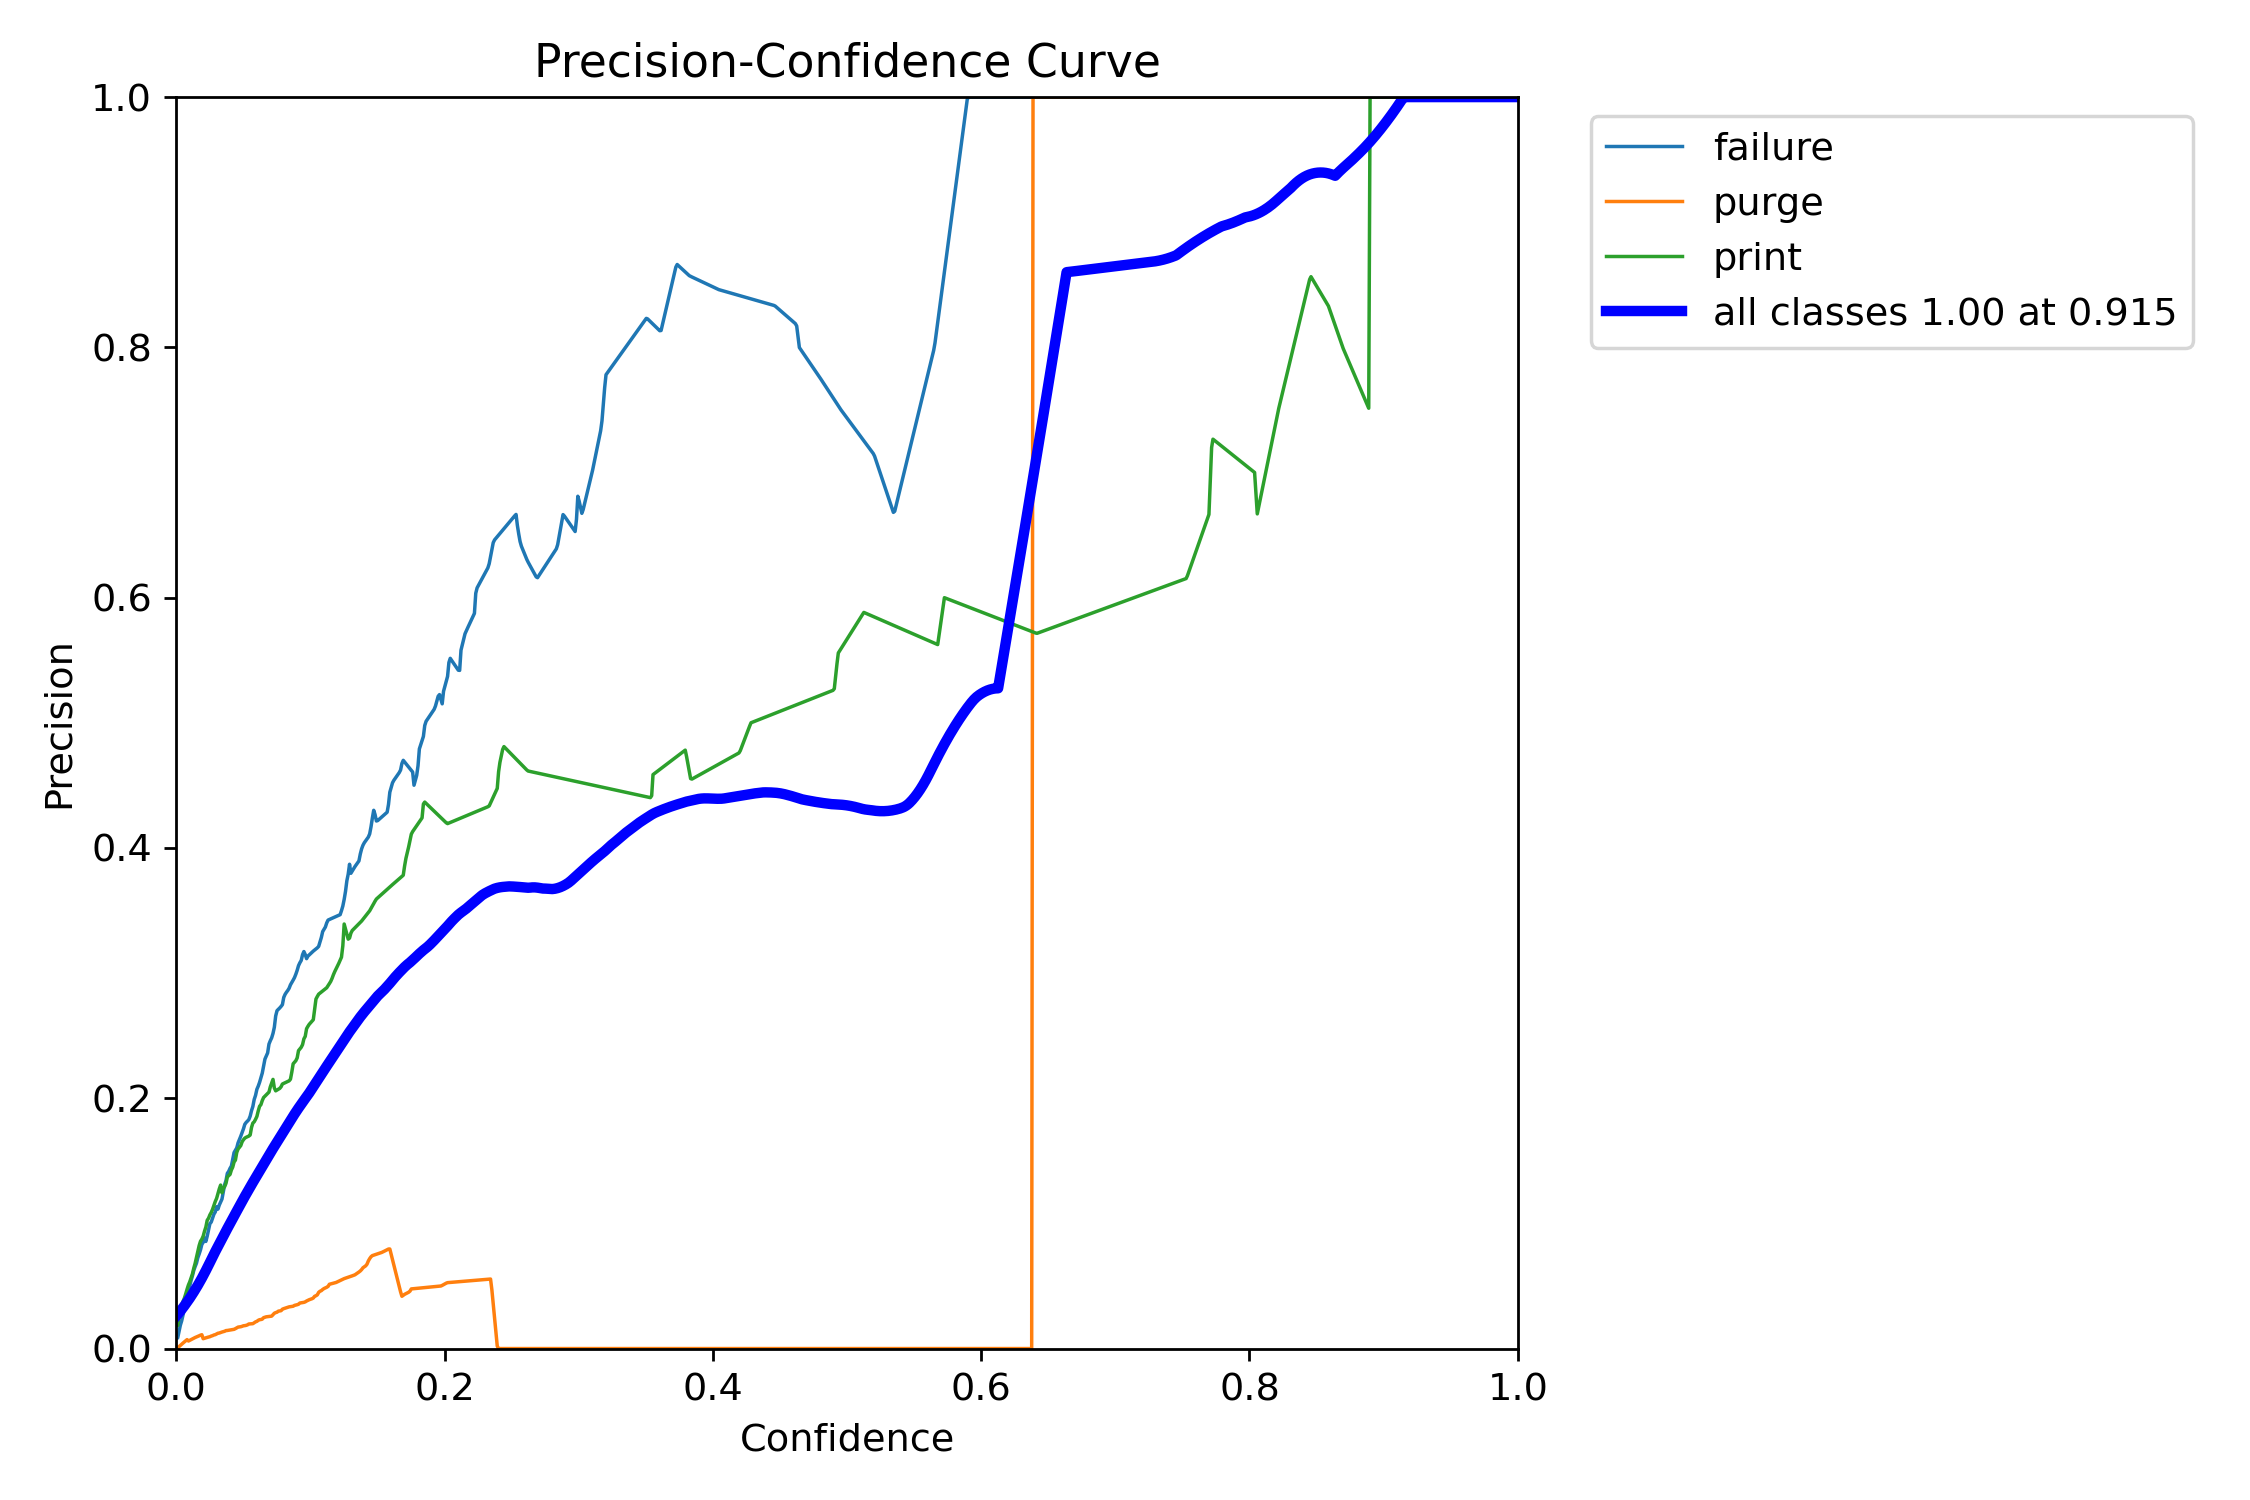 Precision-Confidence Curve
1.0
0.8
0.6
0.4
0.2
0.0
Precision
0.0 0.2 0.4 0.6 0.8 1.0
Confidence
failure
purge
print
all classes 1.00 at 0.915